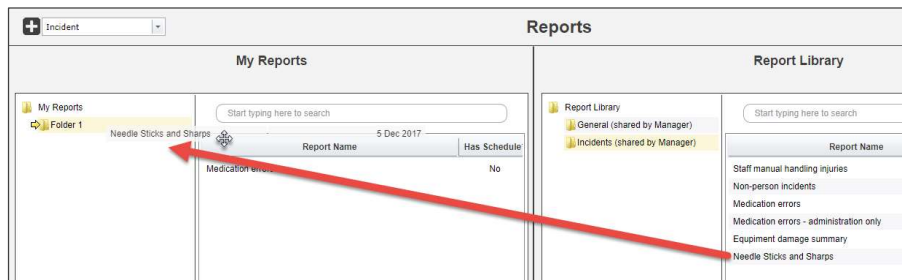 Incident
Reports
My Reports
My Reports
Folder 1
Start typing here to search
Needle Sticks and Sharps
5 Dec 2017
Report Name
Has Schedule
Medication errors
No
Report Library
Report Library
General (shared by Manager)
Incidents (shared by Manager)
Start typing here to search
Report Name
Staff manual handling injuries
Non-person incidents
Medication errors
Medication errors - administration only
Equpiment damage summary
Needle Sticks and Sharps